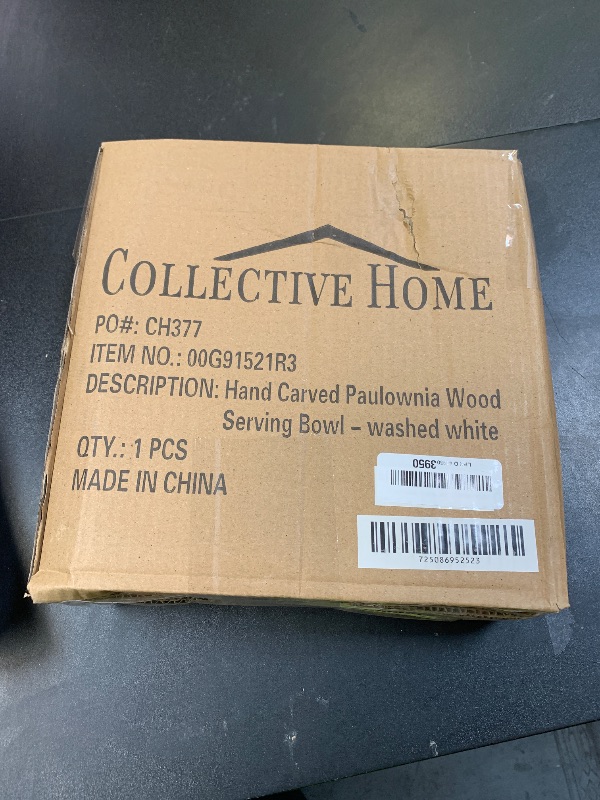 COLLECTIVE HOME
PO#: CH377
ITEM NO.: 00G91521R3
DESCRIPTION: Hand Carved Paulownia Wood
Serving Bowl – washed white
QTY.: 1 PCS
MADE IN CHINA
3950
725086952523